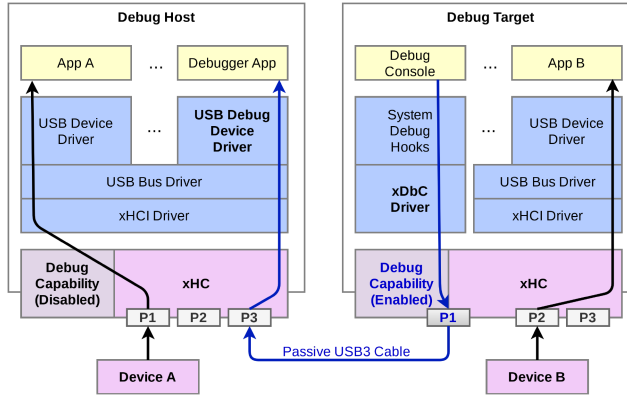 Debug Host
App A
...
Debugger App
USB Device
Driver
...
USB Debug
Device
Driver
USB Bus Driver
xHCI Driver
Debug
Capability
(Disabled)
xHC
P1
P2
P3
Device A
Passive USB3 Cable
Debug Target
Debug
Console
...
App B
System
Debug
Hooks
...
USB Device
Driver
xDbC
Driver
USB Bus Driver
xHCI Driver
Debug
Capability
(Enabled)
xHC
P1
P2
P3
Device B